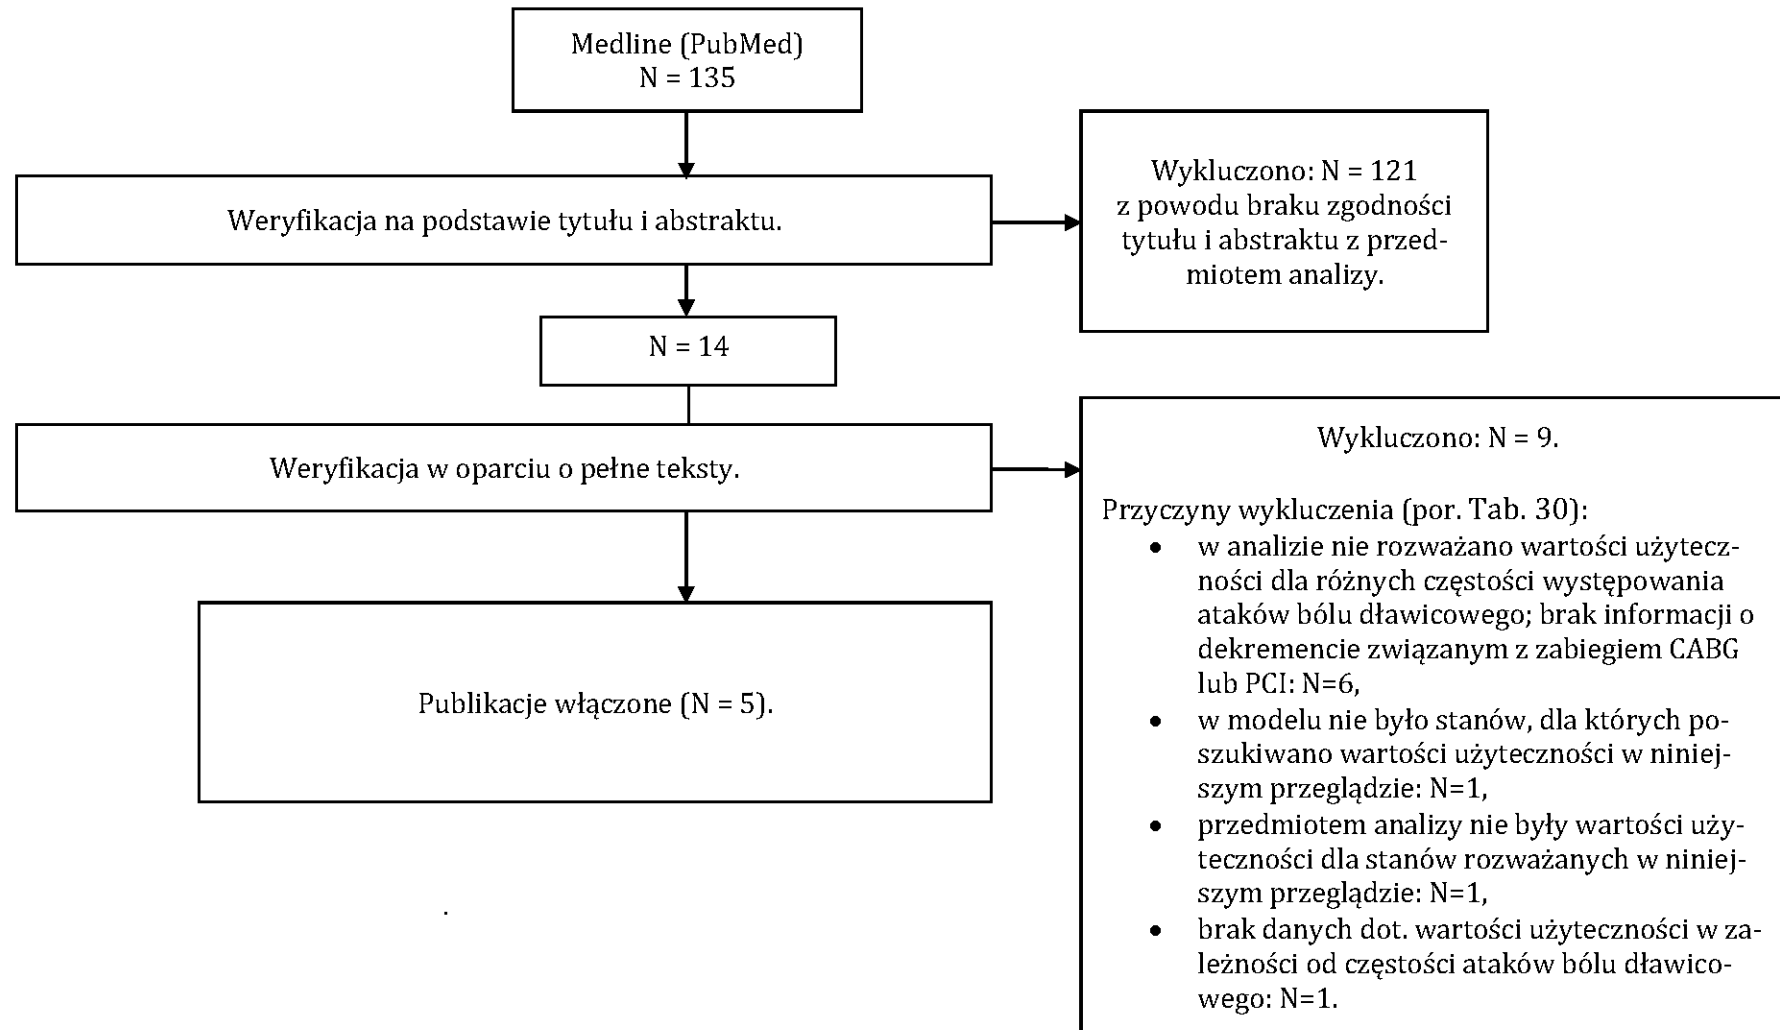 Medline (PubMed)
N = 135
Weryfikacja na podstawie tytułu i abstraktu.
Wykluczono: N = 121
z powodu braku zgodności
tytułu i abstraktu z przed-
miotem analizy.
N = 14
Weryfikacja w oparciu o pełne teksty.
Wykluczono: N = 9.
Przyczyny wykluczenia (por. Tab. 30):
• w analizie nie rozważano wartości użytecz-
ności dla różnych częstości występowania
ataków bólu dławicowego; brak informacji o
dekremencie związanym z zabiegiem CABG
lub PCI: N=6,
• w modelu nie było stanów, dla których po-
szukiwano wartości użyteczności w niniej-
szym przeglądzie: N=1,
• przedmiotem analizy nie były wartości uży-
teczności dla stanów rozważanych w niniej-
szym przeglądzie: N=1,
• brak danych dot. wartości użyteczności w za-
leżności od częstości ataków bólu dławico-
wego: N=1.
Publikacje włączone (N = 5).
.